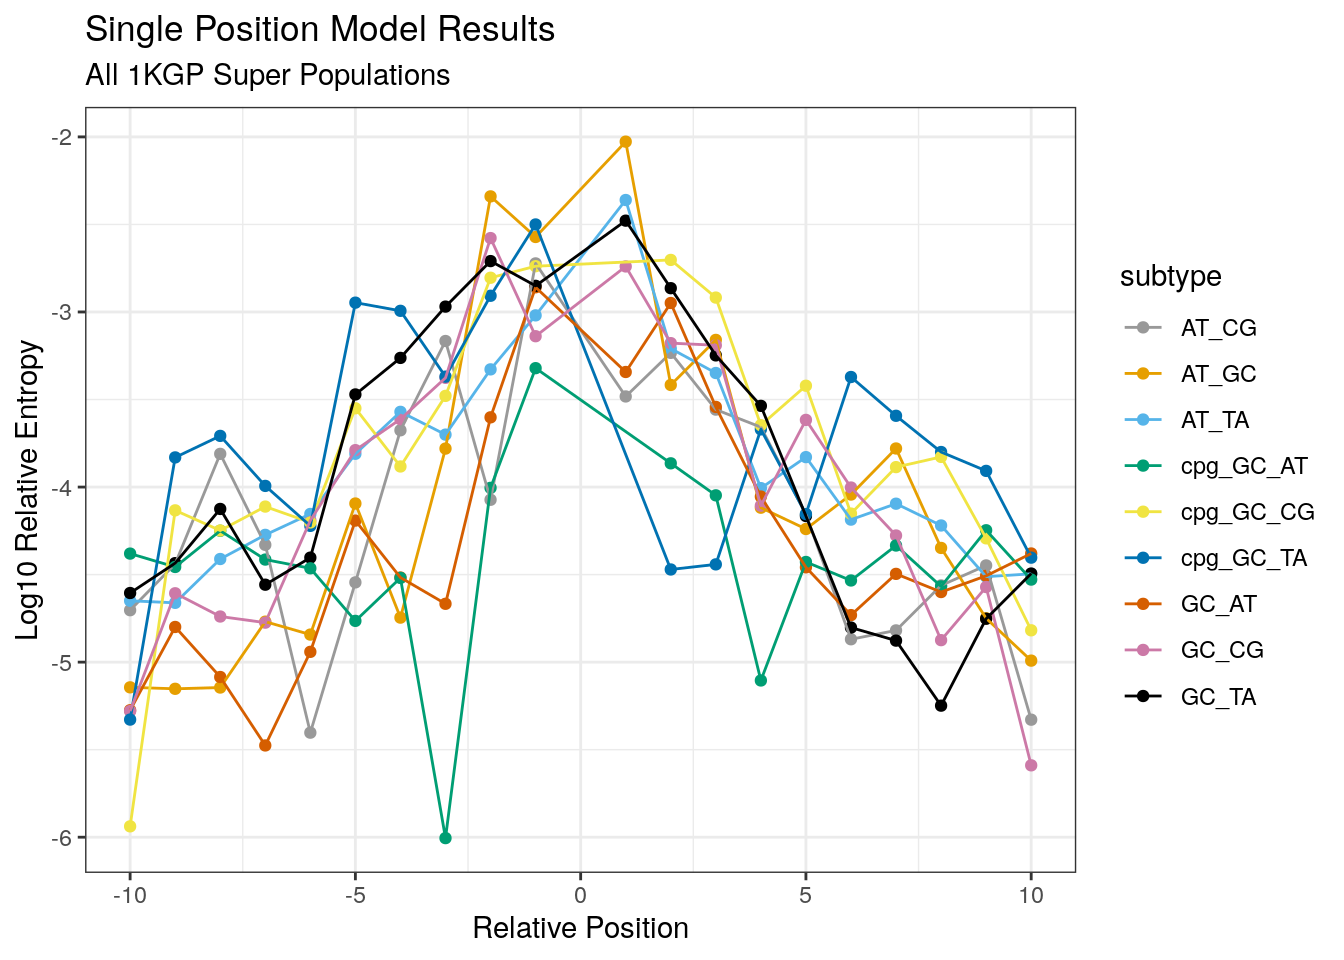 Single Position Model Results
All 1KGP Super Populations
Log10 Relative Entropy
-2
-3
-4
-5
-6
-10
-5
0
5
10
Relative Position
subtype
AT_CG
AT_GC
AT_TA
cpg_GC_AT
cpg_GC_CG
cpg_GC_TA
GC_AT
GC_CG
GC_TA